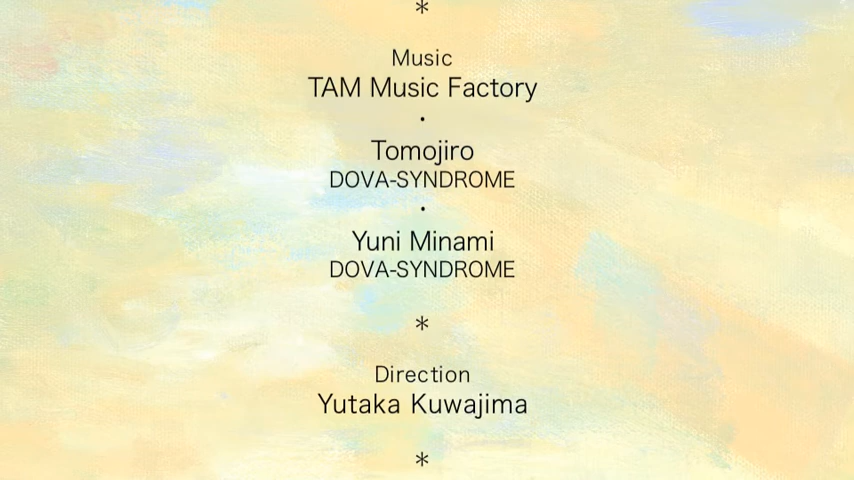 *
Music
TAM Music Factory
・
Tomojiro
DOVA-SYNDROME
・
Yuni Minami
DOVA-SYNDROME
*
Direction
Yutaka Kuwajima
*